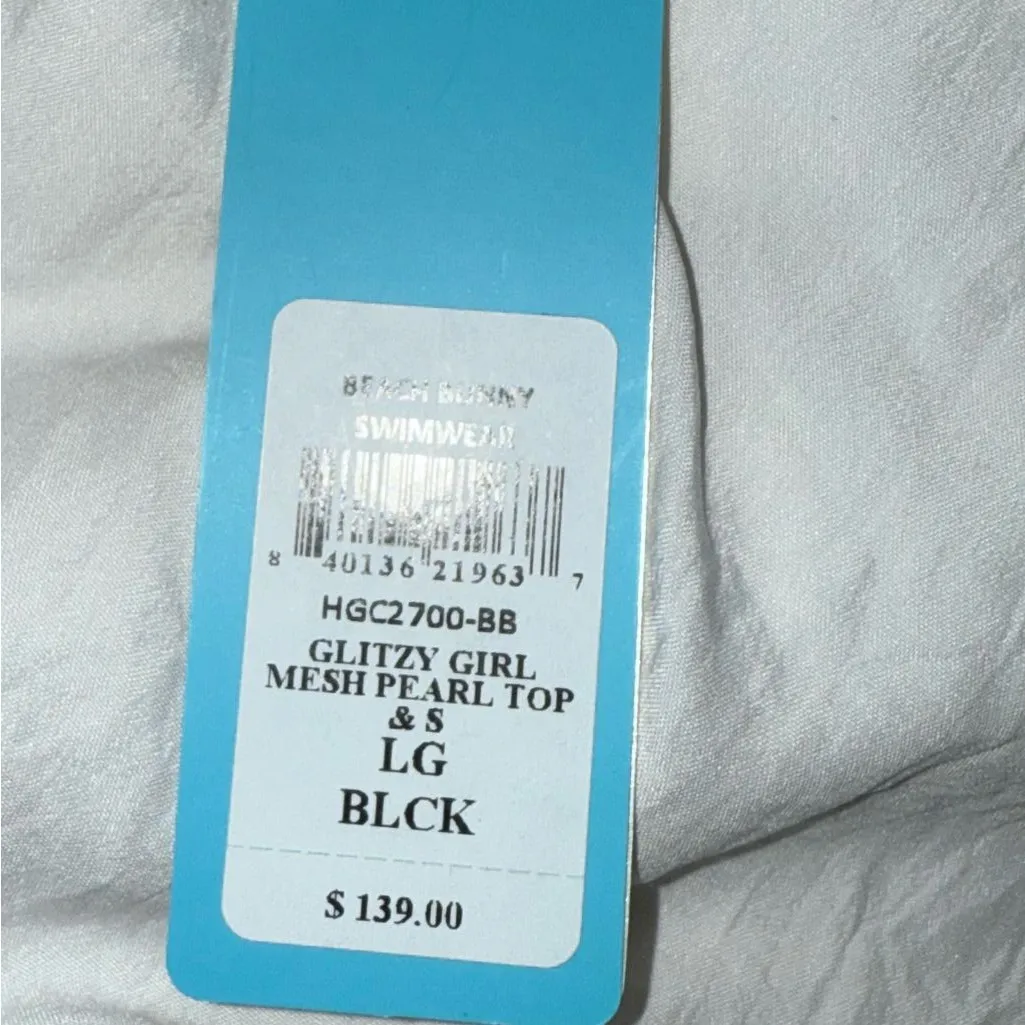 BEACH BUNNY
SWIMWEAR
8 40136 21963 7
HGC2700-BB
GLITZY GIRL
MESH PEARL TOP
& S
LG
BLCK
$ 139.00